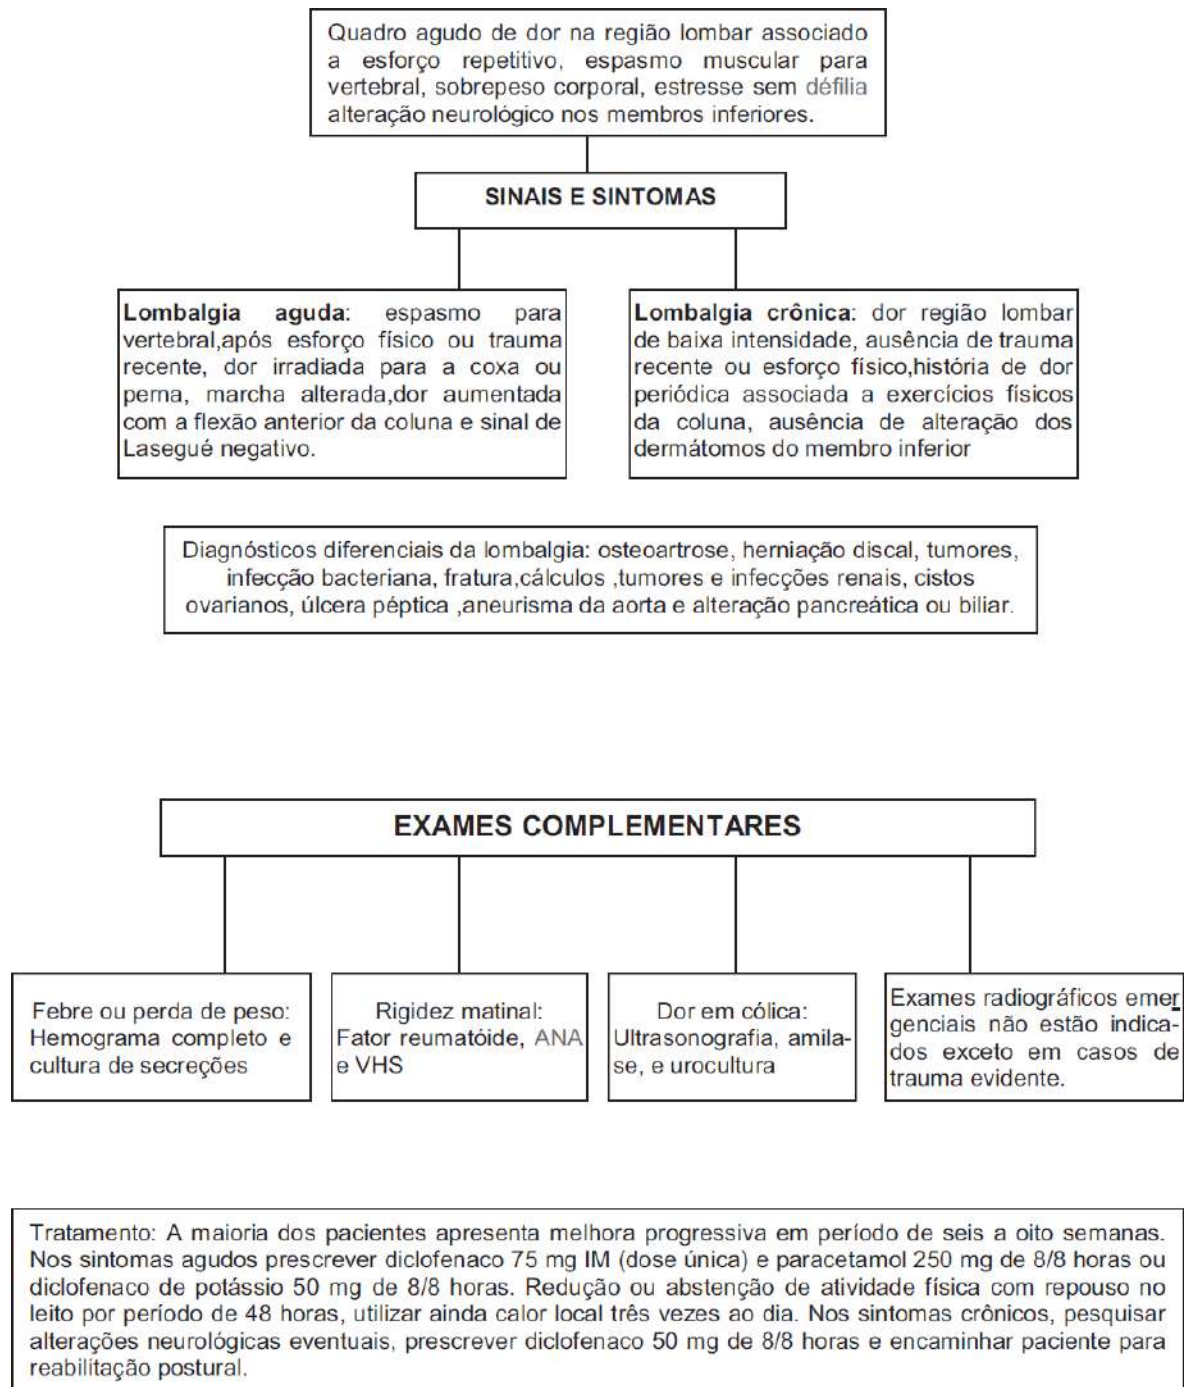 Quadro agudo de dor na região lombar associado
a esforço repetitivo, espasmo muscular para
vertebral, sobrepeso corporal, estresse sem défilia
alteração neurológico nos membros inferiores.
SINAIS E SINTOMAS
Lombalgia aguda: espasmo para
vertebral,após esforço físico ou trauma
recente, dor irradiada para a coxa ou
perna, marcha alterada,dor aumentada
com a flexão anterior da coluna e sinal de
Lasegué negativo.
Lombalgia crônica: dor região lombar
de baixa intensidade, ausência de trauma
recente ou esforço físico,história de dor
periódica associada a exercícios físicos
da coluna, ausência de alteração dos
dermátomos do membro inferior
Diagnósticos diferenciais da lombalgia: osteoartrose, herniação discal, tumores,
infecção bacteriana, fratura,cálculos ,tumores e infecções renais, cistos
ovarianos, úlcera péptica ,aneurisma da aorta e alteração pancreática ou biliar.
EXAMES COMPLEMENTARES
Febre ou perda de peso:
Hemograma completo e
cultura de secreções
Rigidez matinal:
Fator reumatóide, ANA
e VHS
Dor em cólica:
Ultrasonografia, amila-
se, e urocultura
Exames radiográficos emer
genciais não estão indica-
dos exceto em casos de
trauma evidente.
Tratamento: A maioria dos pacientes apresenta melhora progressiva em período de seis a oito semanas.
Nos sintomas agudos prescrever diclofenaco 75 mg IM (dose única) e paracetamol 250 mg de 8/8 horas ou
diclofenaco de potássio 50 mg de 8/8 horas. Redução ou abstenção de atividade física com repouso no
leito por período de 48 horas, utilizar ainda calor local três vezes ao dia. Nos sintomas crônicos, pesquisar
alterações neurológicas eventuais, prescrever diclofenaco 50 mg de 8/8 horas e encaminhar paciente para
reabilitação postural.